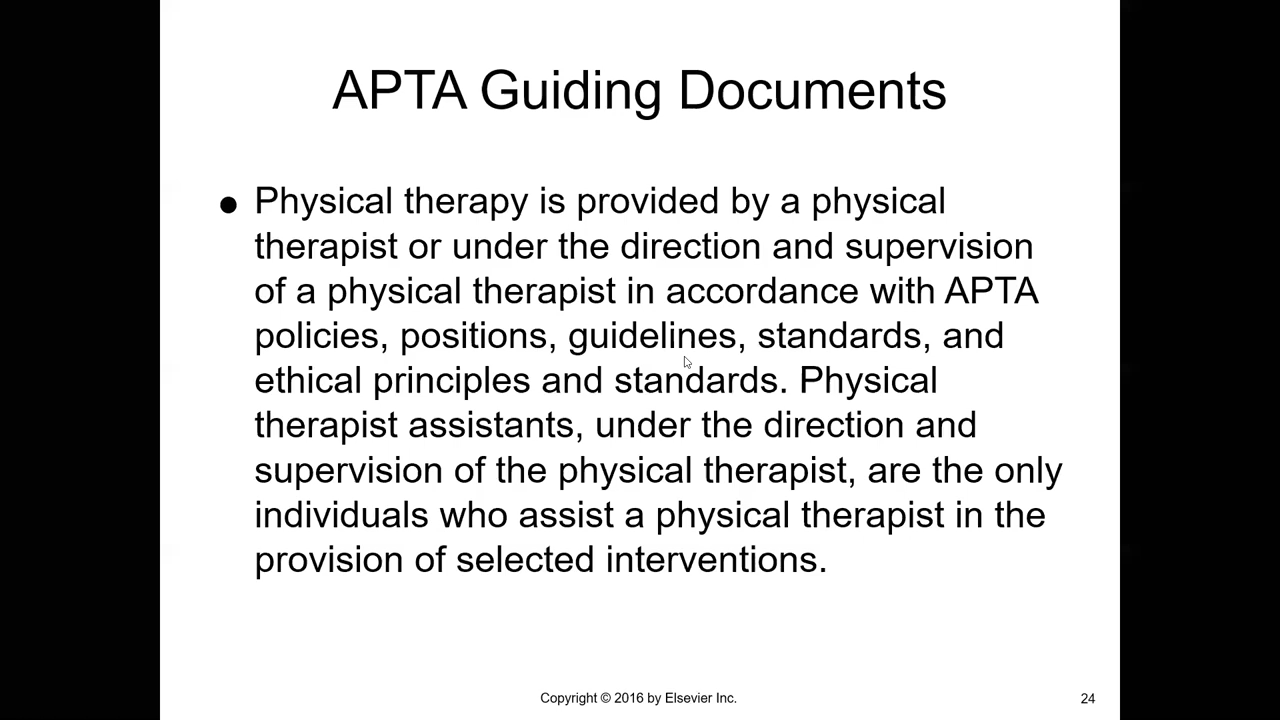 APTA Guiding Documents
● Physical therapy is provided by a physical
therapist or under the direction and supervision
of a physical therapist in accordance with APTA
policies, positions, guidelines, standards, and
ethical principles and standards. Physical
therapist assistants, under the direction and
supervision of the physical therapist, are the only
individuals who assist a physical therapist in the
provision of selected interventions.
Copyright © 2016 by Elsevier Inc.
24